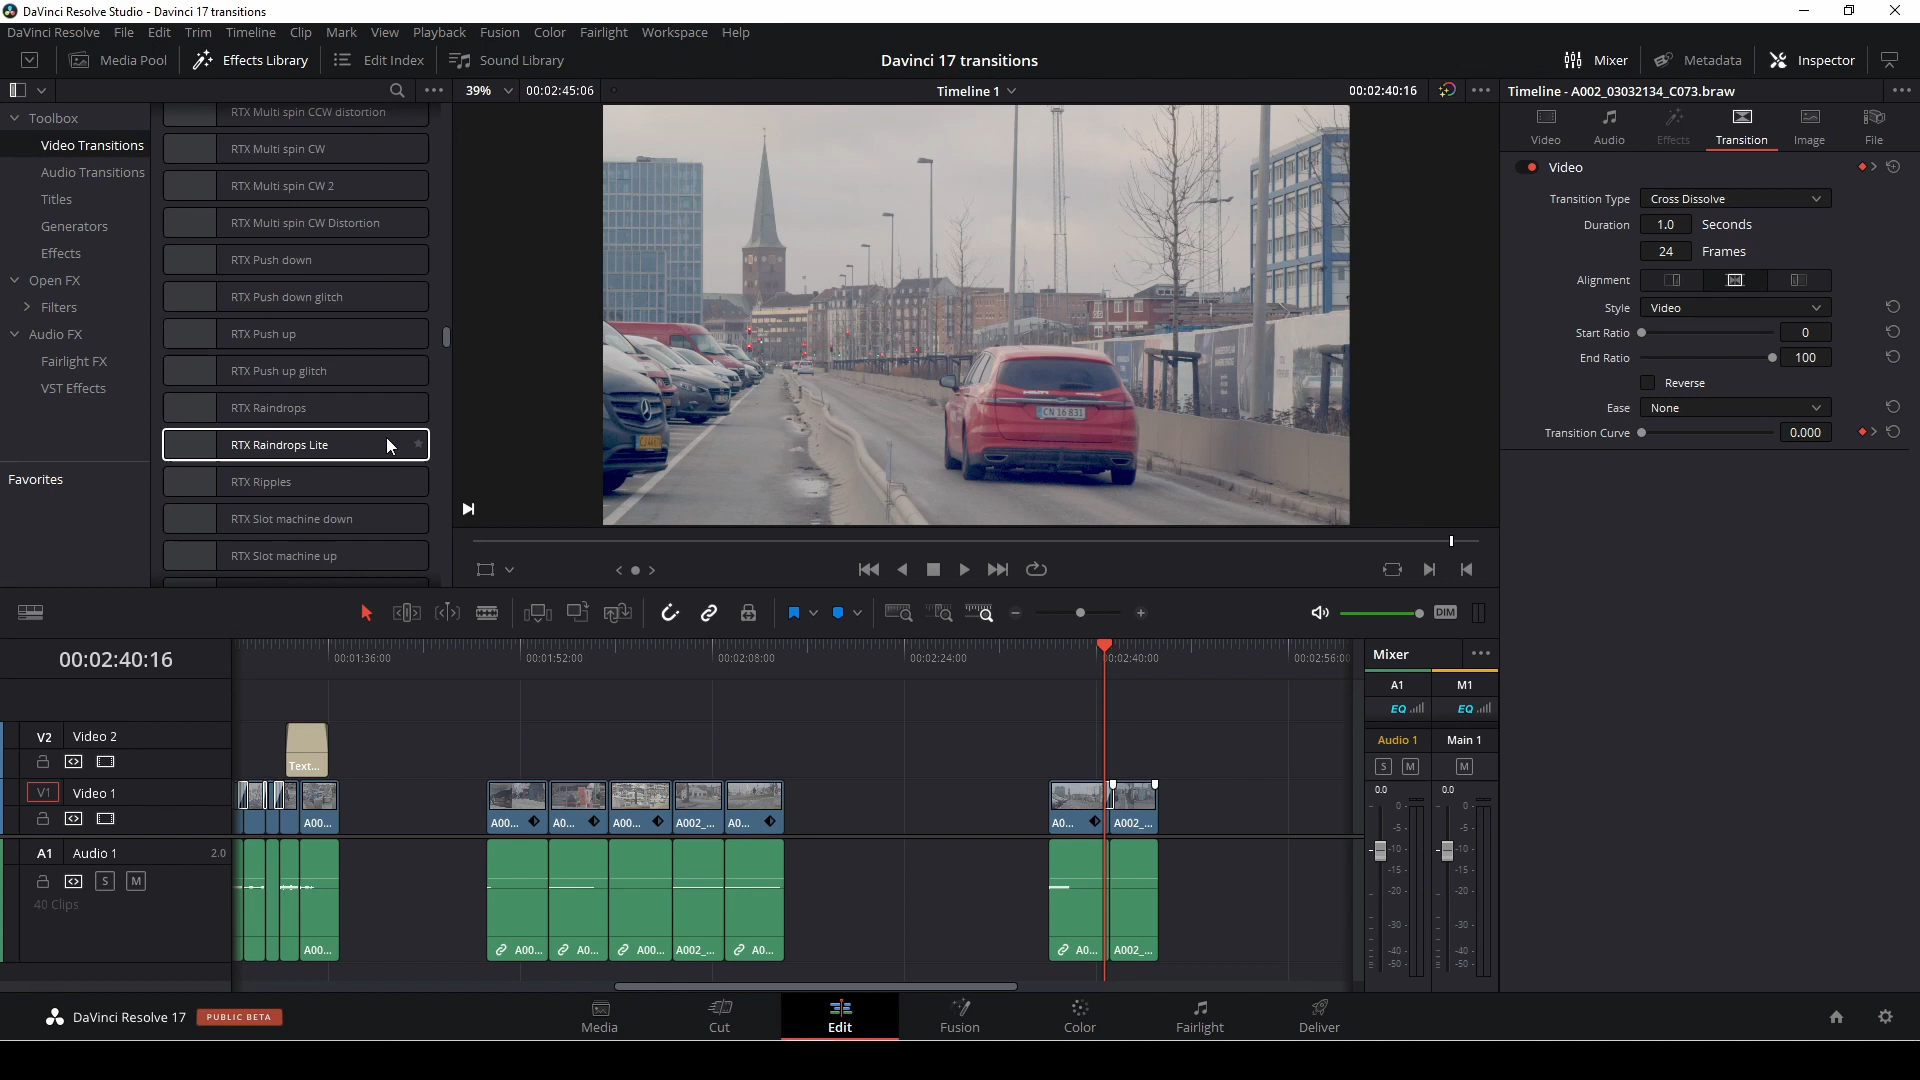 DaVinci Resolve Studio - Davinci 17 transitions
DaVinci Resolve File Edit Trim Timeline Clip Mark View Playback Fusion Color Fairlight Workspace Help
Media Pool Effects Library Edit Index Sound Library Davinci 17 transitions Mixer Metadata Inspector
39% 00:02:45:06 Timeline 1 00:02:40:16 Timeline - A002_03032134_C073.braw
Toolbox
Video Transitions
Audio Transitions
Titles
Generators
Effects
Open FX
Filters
Audio FX
Fairlight FX
VST Effects
Favorites
RTX Multi spin CCW distortion
RTX Multi spin CW
RTX Multi spin CW 2
RTX Multi spin CW Distortion
RTX Push down
RTX Push down glitch
RTX Push up
RTX Push up glitch
RTX Raindrops
RTX Raindrops Lite
RTX Ripples
RTX Slot machine down
RTX Slot machine up
CN 16 831
Video Audio Effects Transition Image File
Video
Transition Type Cross Dissolve
Duration 1.0 Seconds
24 Frames
Alignment
Style Video
Start Ratio 0
End Ratio 100
Reverse
Ease None
Transition Curve 0.000
DIM
00:02:40:16
00:01:36:00 00:01:52:00 00:02:08:00 00:02:24:00 00:02:40:00 00:02:56:00
V2 Video 2
Text...
V1 Video 1
A00... A00... A0... A00... A002_... A0... A0... A002_...
A1 Audio 1 2.0
S M
40 Clips
A00... A00... A0... A0... A002_... A0... A0... A002_...
Mixer
A1 M1
EQ EQ
Audio 1 Main 1
S M M
0.0 0.0
0 0
-5 -5
-10 -10
-15 -15
-20 -20
-30 -30
-40 -40
-50 -50
DaVinci Resolve 17 PUBLIC BETA
Media Cut Edit Fusion Color Fairlight Deliver